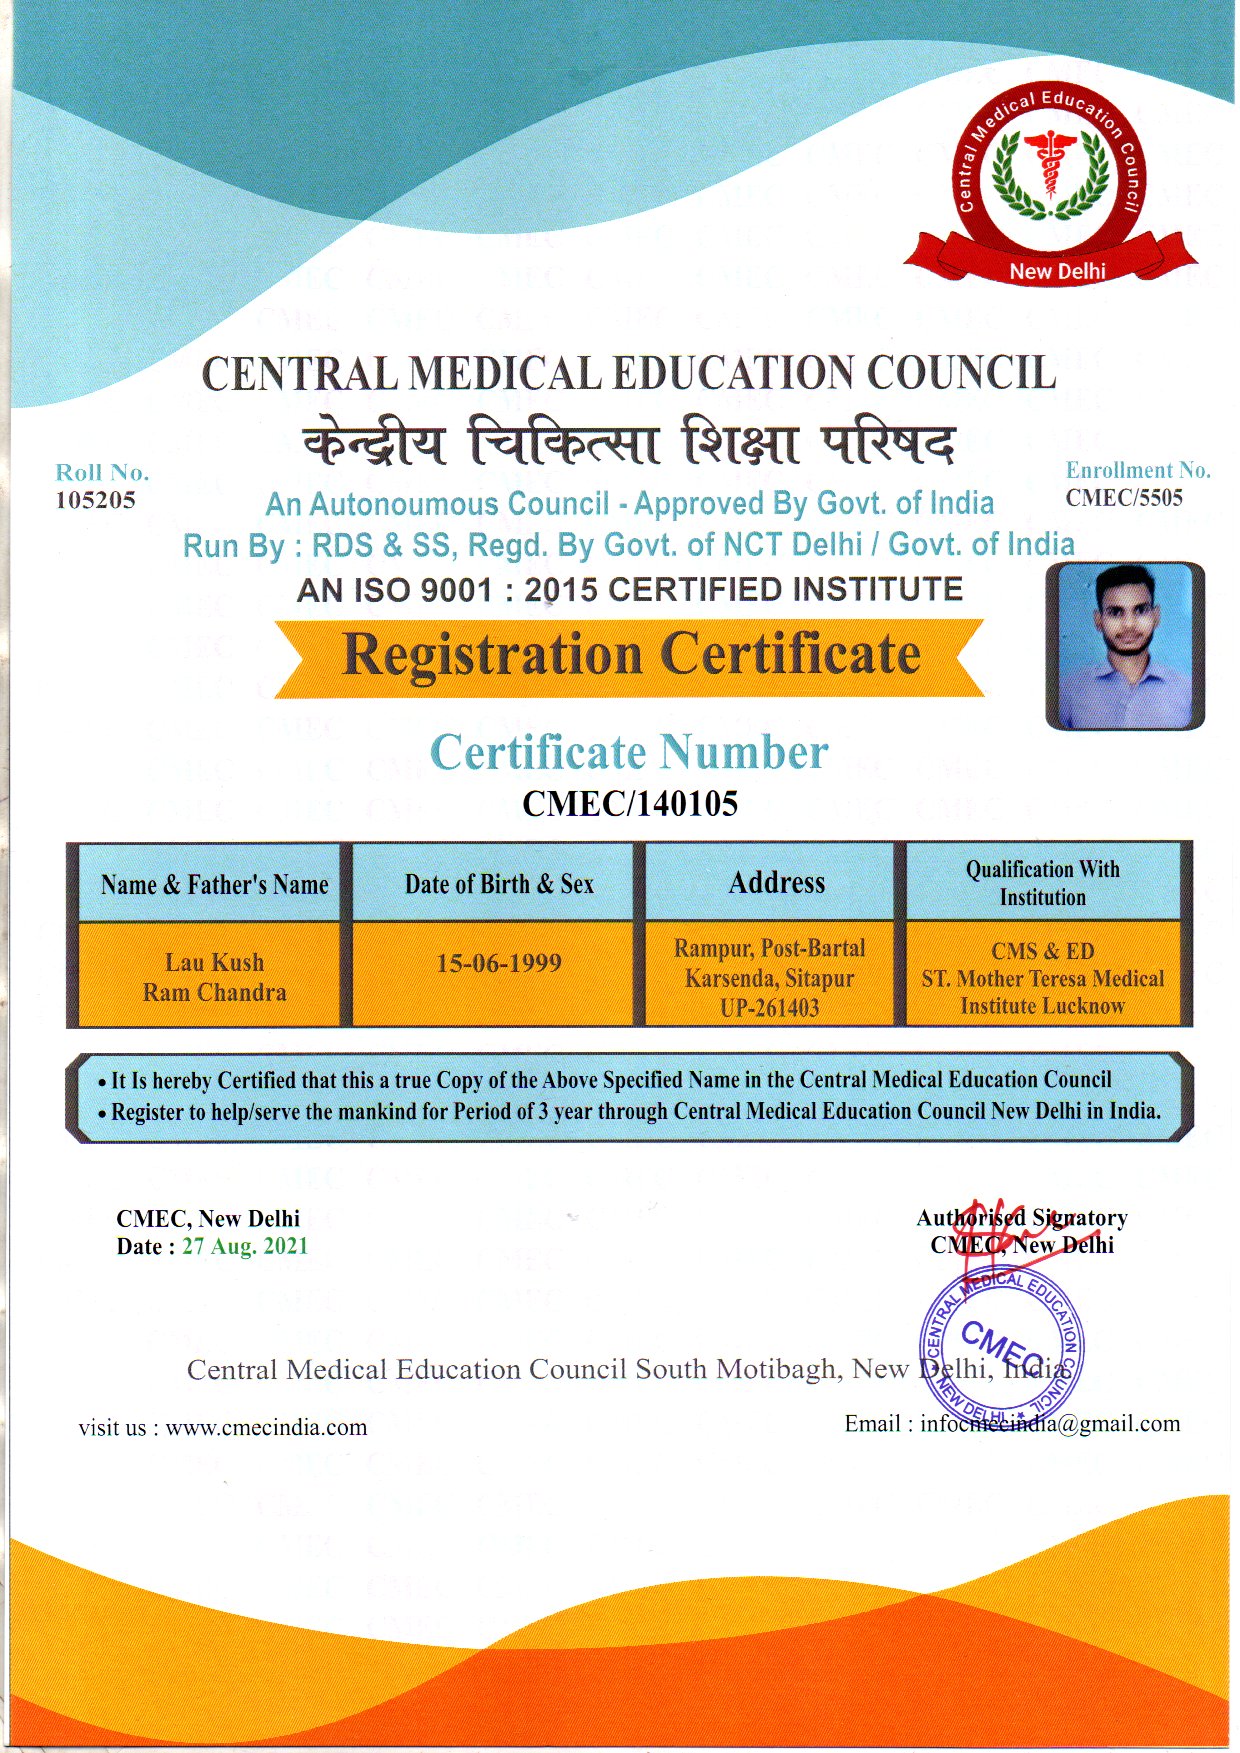 Central Medical Education Council
New Delhi
CENTRAL MEDICAL EDUCATION COUNCIL
केन्द्रीय चिकित्सा शिक्षा परिषद
Roll No.
105205
Enrollment No.
CMEC/5505
An Autonoumous Council - Approved By Govt. of India
Run By : RDS & SS, Regd. By Govt. of NCT Delhi / Govt. of India
AN ISO 9001 : 2015 CERTIFIED INSTITUTE
Registration Certificate
Certificate Number
CMEC/140105
Name & Father's Name
Date of Birth & Sex
Address
Qualification With
Institution
Lau Kush
Ram Chandra
15-06-1999
Rampur, Post-Bartal
Karsenda, Sitapur
UP-261403
CMS & ED
ST. Mother Teresa Medical
Institute Lucknow
• It Is hereby Certified that this a true Copy of the Above Specified Name in the Central Medical Education Council
• Register to help/serve the mankind for Period of 3 year through Central Medical Education Council New Delhi in India.
CMEC, New Delhi
Date : 27 Aug. 2021
Authorised Signatory
CMEC, New Delhi
CENTRAL MEDICAL EDUCATION COUNCIL
CMEC
★ NEW DELHI ★
Central Medical Education Council South Motibagh, New Delhi, India.
visit us : www.cmecindia.com
Email : infocmecindia@gmail.com